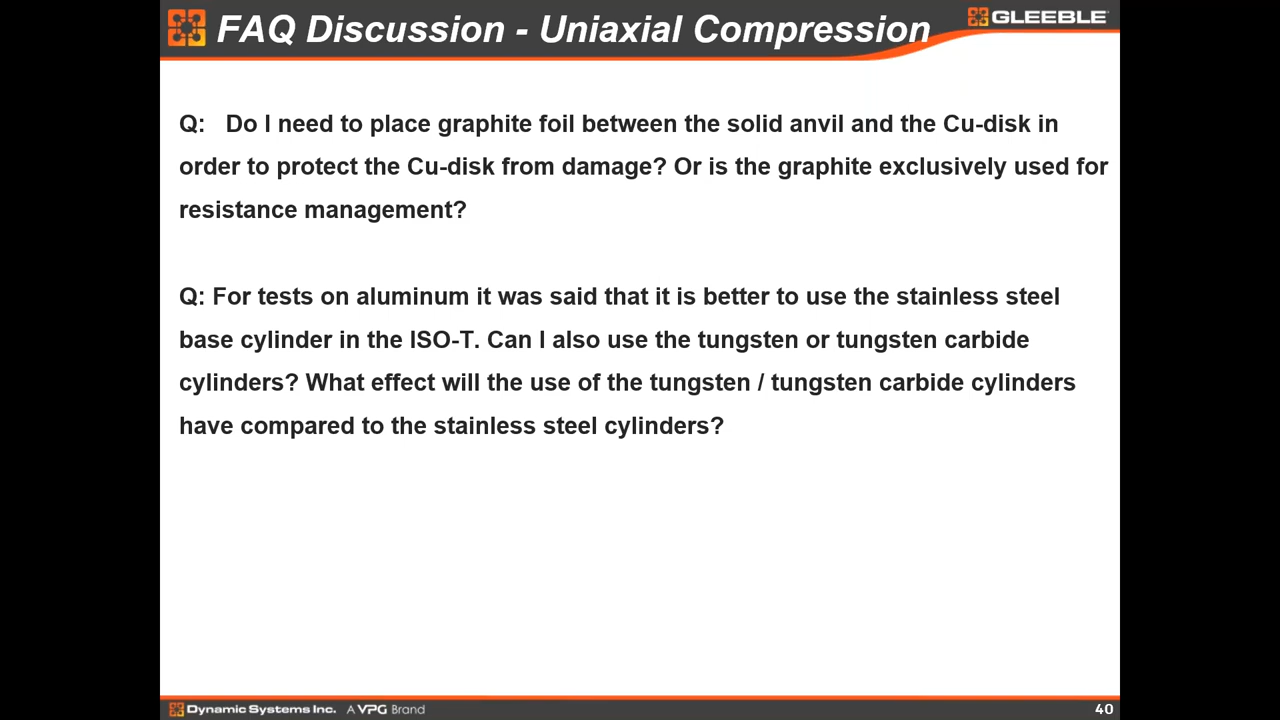 FAQ Discussion - Uniaxial Compression
GLEEBLE
Q: Do I need to place graphite foil between the solid anvil and the Cu-disk in
order to protect the Cu-disk from damage? Or is the graphite exclusively used for
resistance management?
Q: For tests on aluminum it was said that it is better to use the stainless steel
base cylinder in the ISO-T. Can I also use the tungsten or tungsten carbide
cylinders? What effect will the use of the tungsten / tungsten carbide cylinders
have compared to the stainless steel cylinders?
Dynamic Systems Inc. A VPG Brand
40